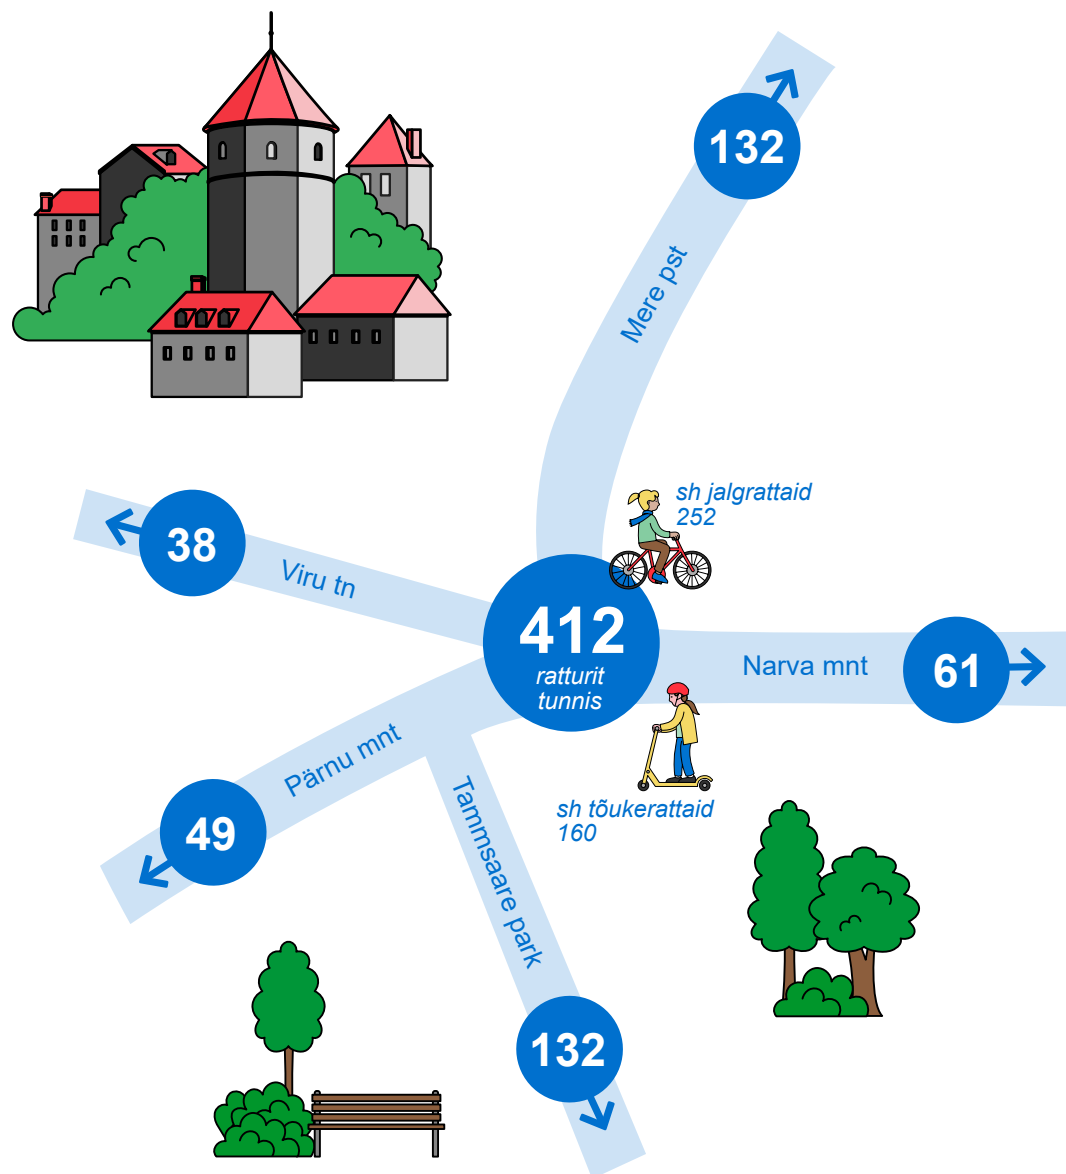 132
Mere pst
sh jalgrattaid
252
38
Viru tn
412
ratturit
tunnis
Narva mnt
61
Pärnu mnt
49
sh tõukerattaid
160
Tammsaare park
132